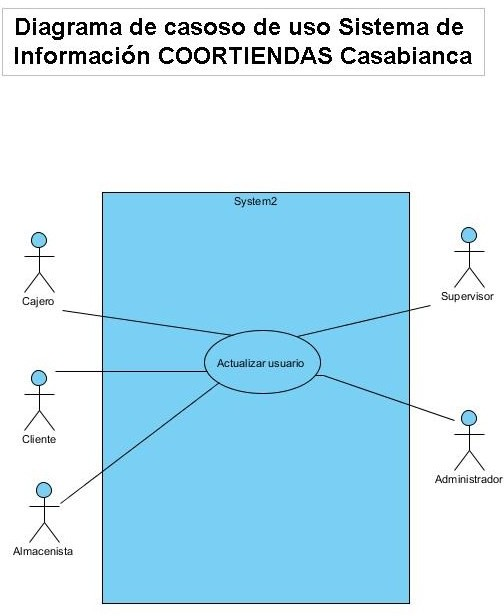 Diagrama de casoso de uso Sistema de
Información COORTIENDAS Casabianca
System2
Cajero
Supervisor
Actualizar usuario
Cliente
Administrador
Almacenista